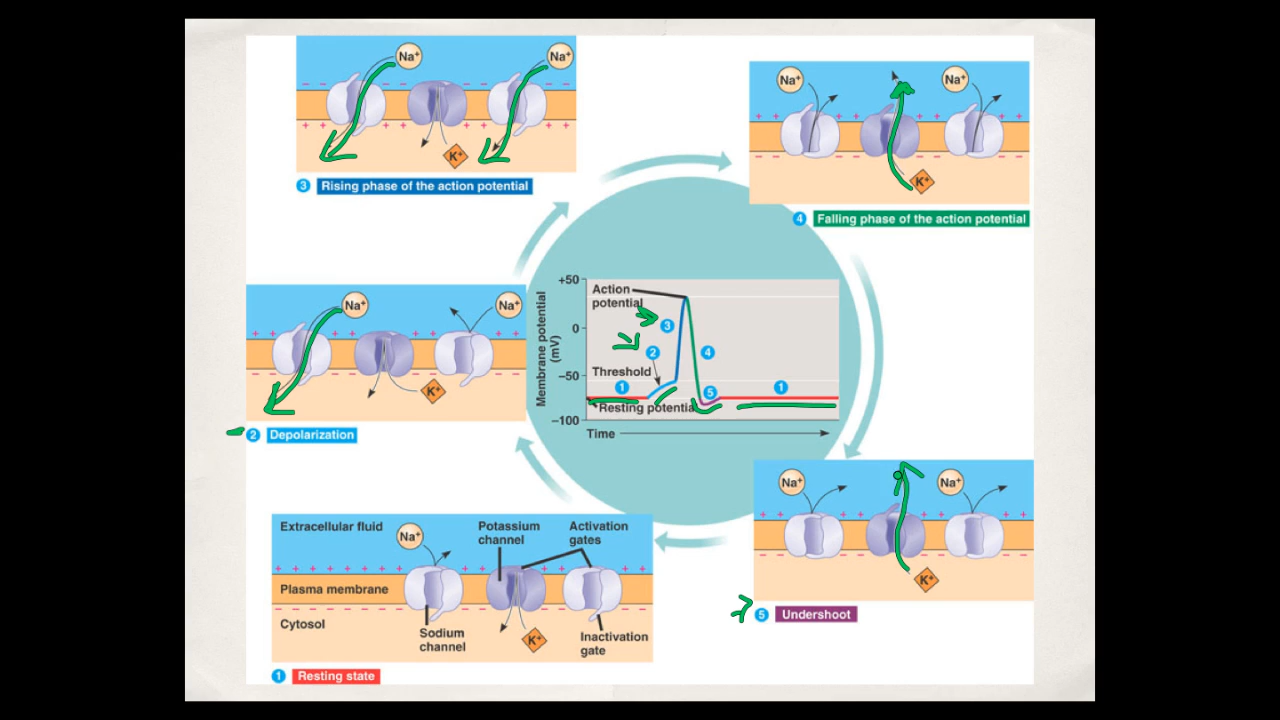 Na⁺
Na⁺
K⁺
3 Rising phase of the action potential
Na⁺
Na⁺
K⁺
4 Falling phase of the action potential
Na⁺
Na⁺
K⁺
2 Depolarization
+50
0
−50
−100
Membrane potential
(mV)
Action
potential
3
2
4
Threshold
1
5
1
Resting potential
Time
Na⁺
Na⁺
K⁺
5 Undershoot
Extracellular fluid
Na⁺
Potassium
channel
Activation
gates
Plasma membrane
Cytosol
Sodium
channel
K⁺
Inactivation
gate
1 Resting state